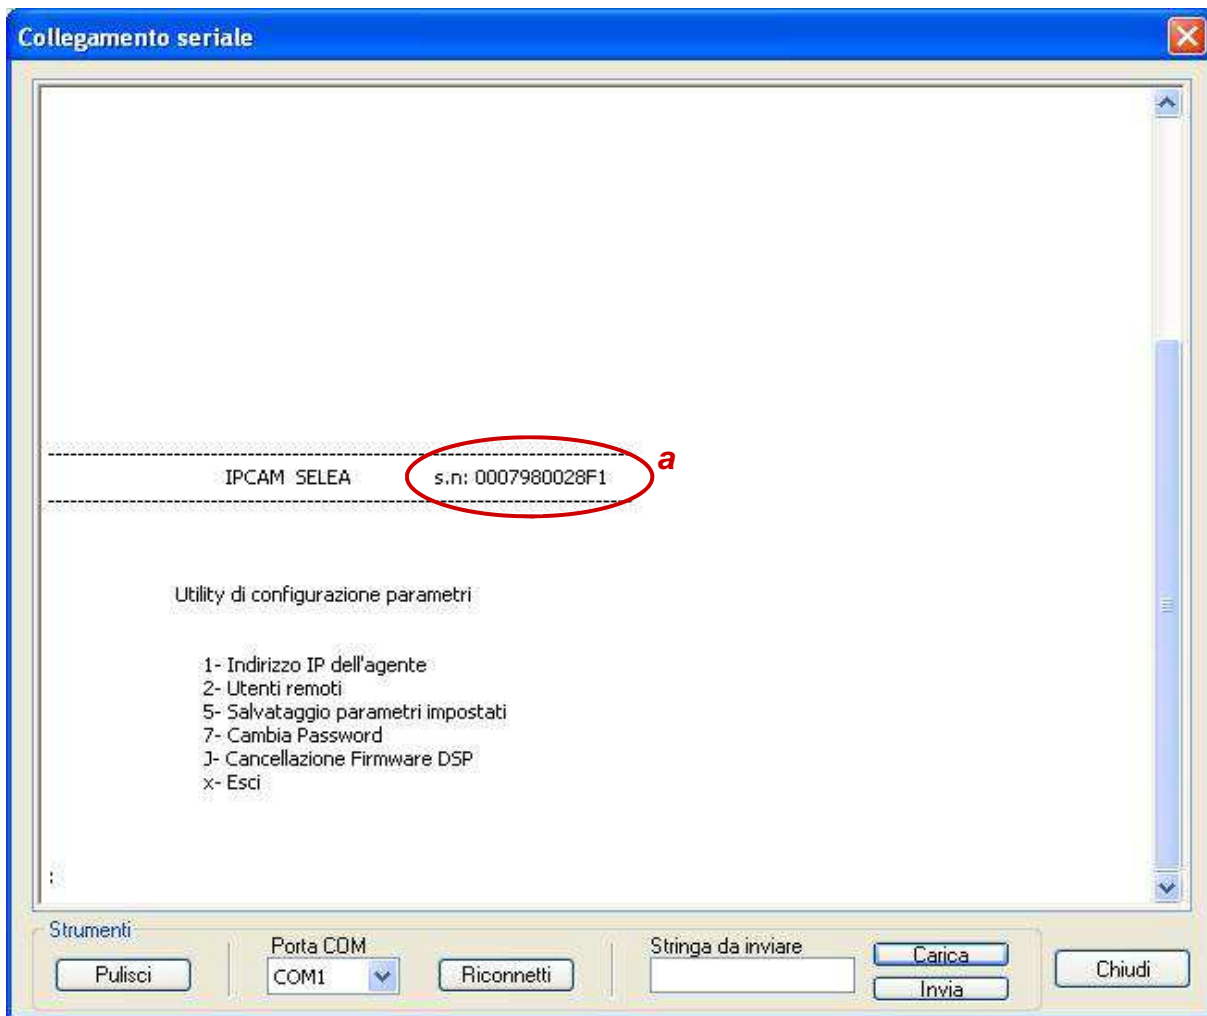 Collegamento seriale
IPCAM SELEA s.n: 0007980028F1
a
Utility di configurazione parametri
1- Indirizzo IP dell'agente
2- Utenti remoti
5- Salvataggio parametri impostati
7- Cambia Password
J- Cancellazione Firmware DSP
x- Esci
:
Strumenti
Pulisci
Porta COM
COM1
Riconnetti
Stringa da inviare
Carica
Invia
Chiudi